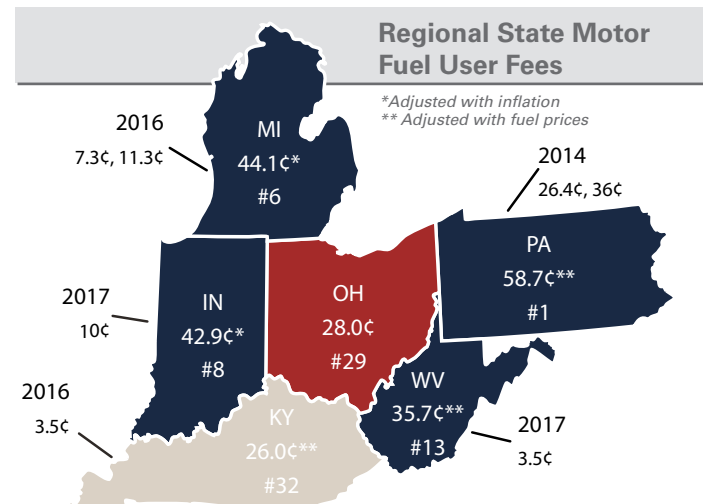 Regional State Motor
Fuel User Fees
*Adjusted with inflation
** Adjusted with fuel prices
2016
7.3¢, 11.3¢
MI
44.1¢*
#6
2014
26.4¢, 36¢
PA
58.7¢**
#1
2017
10¢
IN
42.9¢*
#8
OH
28.0¢
#29
WV
35.7¢**
#13
2017
3.5¢
2016
3.5¢
KY
26.0¢**
#32